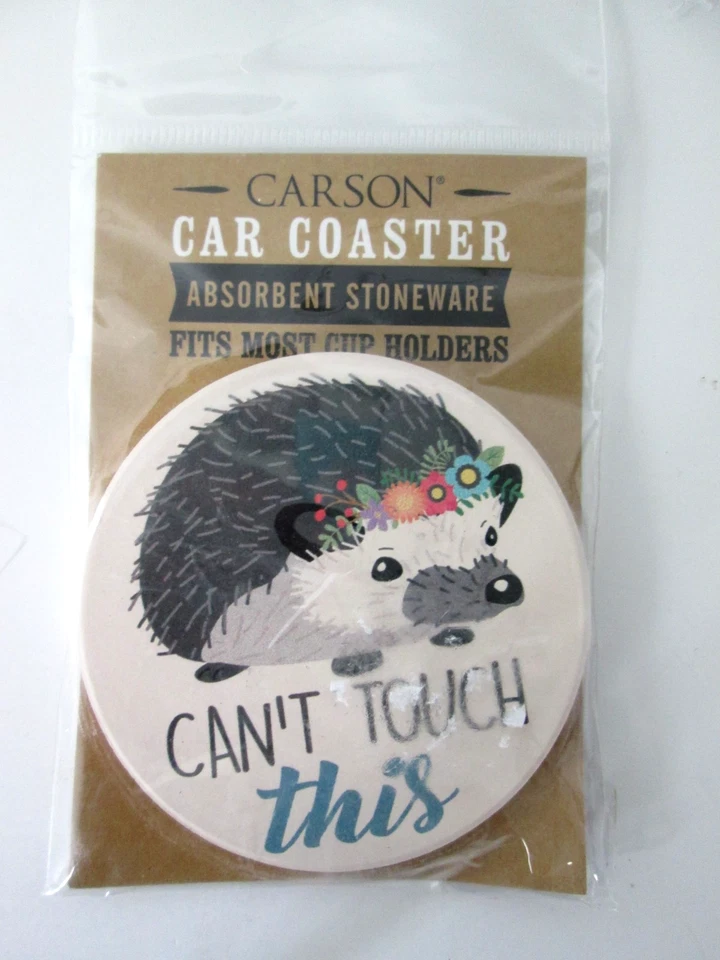 CARSON®
CAR COASTER
ABSORBENT STONEWARE
FITS MOST CUP HOLDERS
CAN'T TOUCH
this